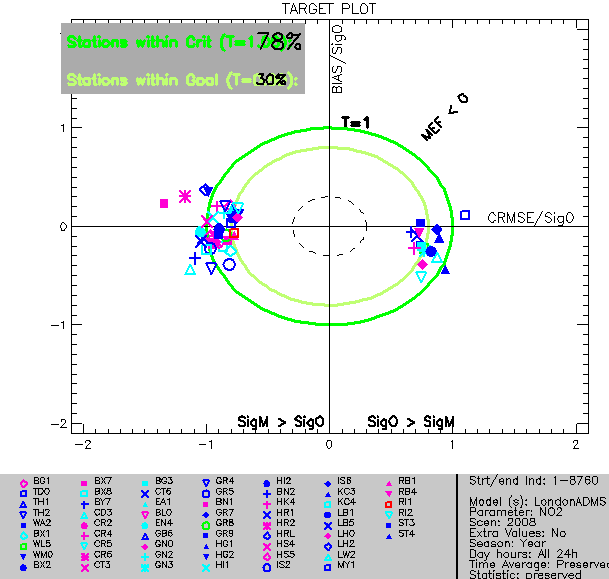 TARGET PLOT
Stations within Crit (T=1 78%
Stations within Goal (T= 30% ):
BIAS/SigO
T=1
MEF < 0
CRMSE/SigO
1
0
-1
-2
SigM > SigO
SigO > SigM
-2
-1
0
1
2
BG1
TD0
TH1
TH2
WA2
BX1
WL5
WM0
BX2
BX7
BX8
BY7
CD3
CR2
CR4
CR5
CR6
CT3
BG3
CT6
EA1
BL0
EN4
GB6
GN0
GN2
GN3
GR4
GR5
BN1
GR7
GR8
GR9
HG1
HG2
HI1
HI2
BN2
HK4
HR1
HR2
HRL
HS4
HS5
IS2
IS6
KC3
KC4
LB1
LB5
LH0
LH2
LW2
MY1
RB1
RB4
RI1
RI2
ST3
ST4
Strt/end Ind: 1-8760
Model (s): LondonADMS
Parameter: NO2
Scen: 2008
Extra Values: No
Season: Year
Day hours: All 24h
Time Average: Preserve
Statistic: preserved